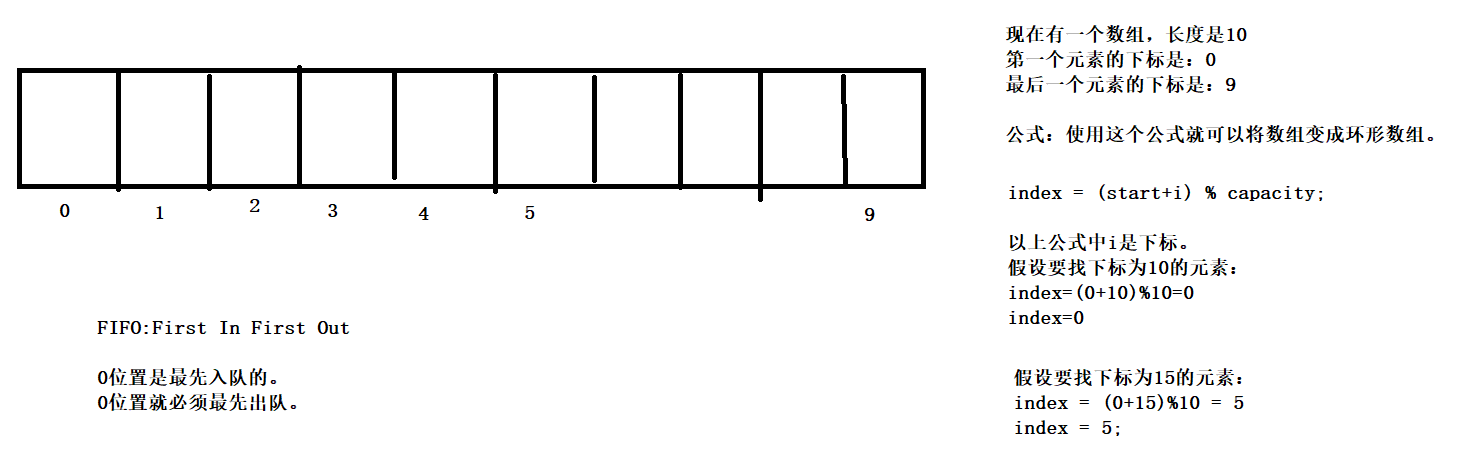 0 1 2 3 4 5 9
FIFO:First In First Out
0位置是最先入队的。
0位置就必须最先出队。
现在有一个数组，长度是10
第一个元素的下标是：0
最后一个元素的下标是：9
公式：使用这个公式就可以将数组变成环形数组。
index = (start+i) % capacity;
以上公式中i是下标。
假设要找下标为10的元素：
index=(0+10)%10=0
index=0
假设要找下标为15的元素：
index = (0+15)%10 = 5
index = 5;